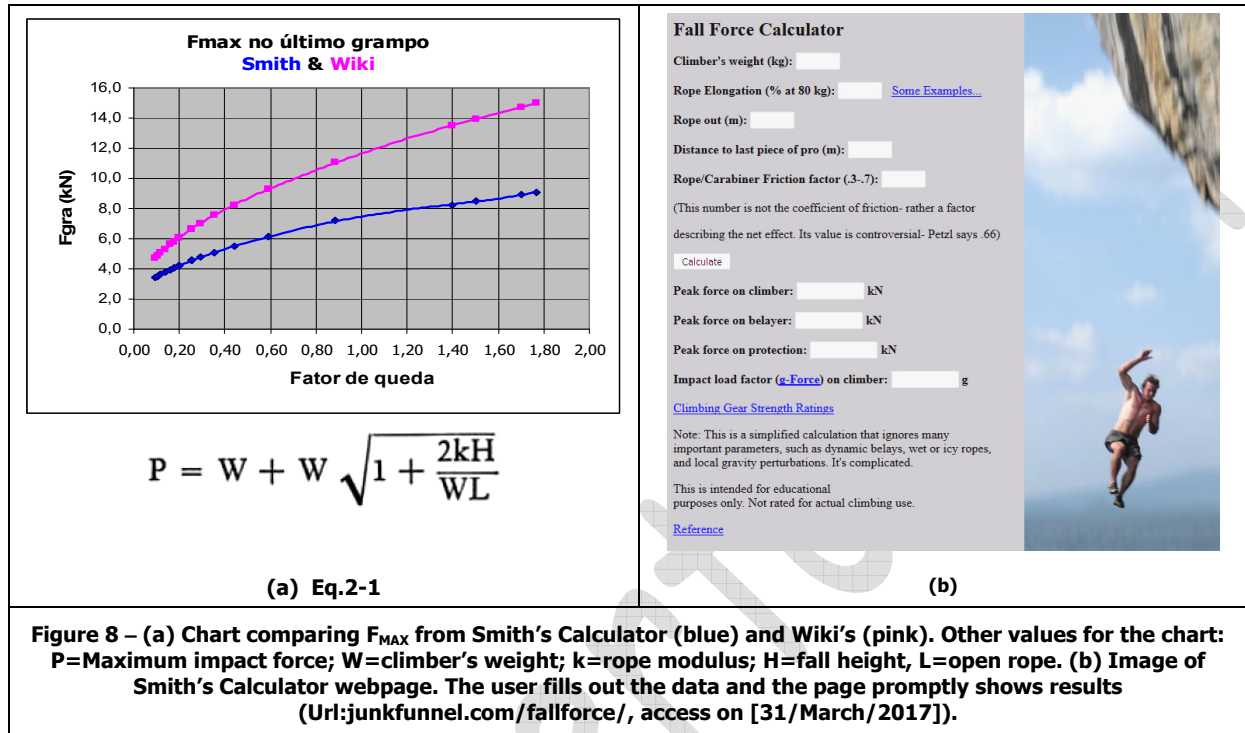 Fmax no último grampo
Smith & Wiki
16,0
14,0
12,0
10,0
8,0
6,0
4,0
2,0
0,0
Fgra (kN)
0,00 0,20 0,40 0,60 0,80 1,00 1,20 1,40 1,60 1,80 2,00
Fator de queda
P = W + W √(1 + 2kH/WL)
(a) Eq.2-1
Fall Force Calculator
Climber's weight (kg):
Rope Elongation (% at 80 kg): Some Examples...
Rope out (m):
Distance to last piece of pro (m):
Rope/Carabiner Friction factor (.3-.7):
(This number is not the coefficient of friction- rather a factor
describing the net effect. Its value is controversial- Petzl says .66)
Calculate
Peak force on climber: kN
Peak force on belayer: kN
Peak force on protection: kN
Impact load factor (g-Force) on climber: g
Climbing Gear Strength Ratings
Note: This is a simplified calculation that ignores many
important parameters, such as dynamic belays, wet or icy ropes,
and local gravity perturbations. It's complicated.
This is intended for educational
purposes only. Not rated for actual climbing use.
Reference
(b)
Figure 8 – (a) Chart comparing FMAX from Smith's Calculator (blue) and Wiki's (pink). Other values for the chart:
P=Maximum impact force; W=climber's weight; k=rope modulus; H=fall height, L=open rope. (b) Image of
Smith's Calculator webpage. The user fills out the data and the page promptly shows results
(Url:junkfunnel.com/fallforce/, access on [31/March/2017]).